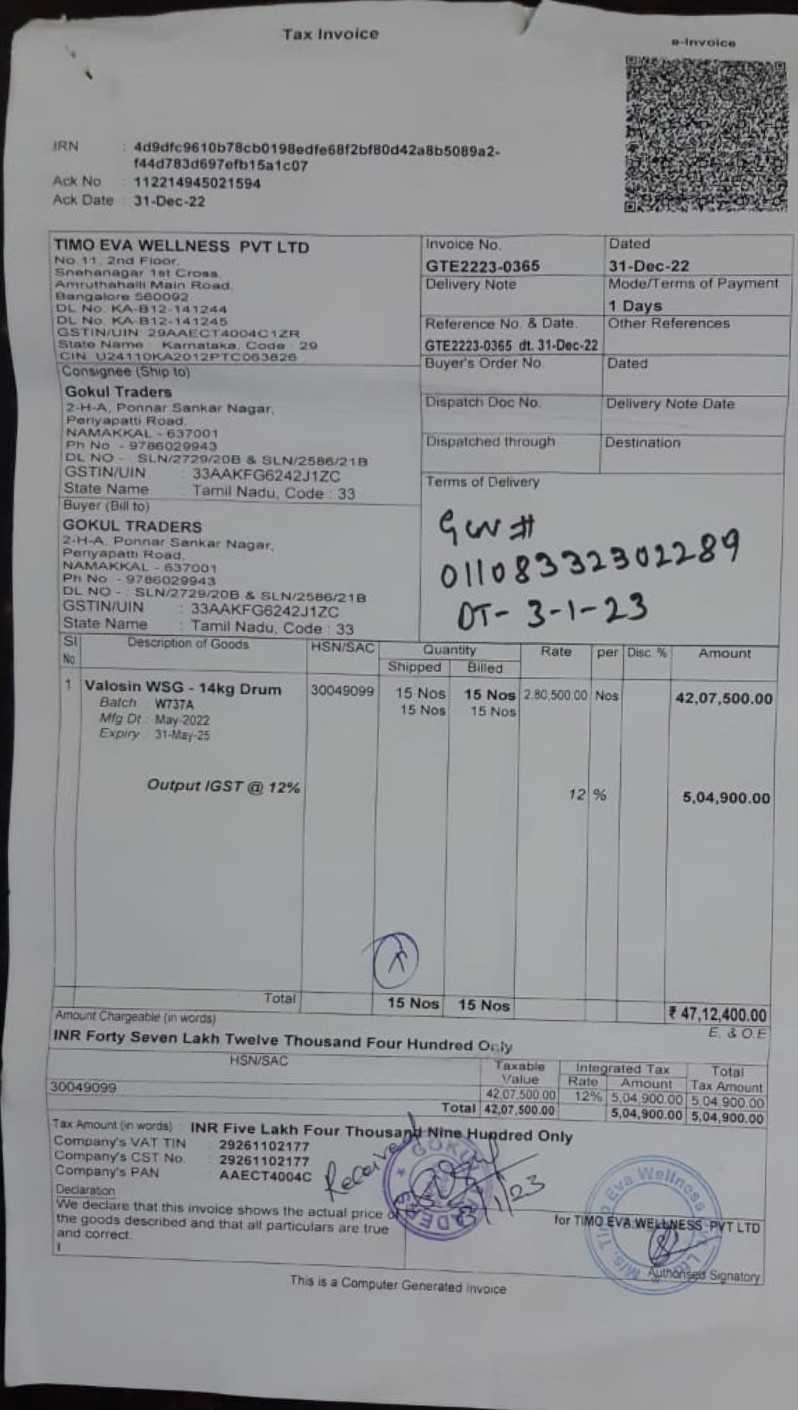 Tax Invoice
e-Invoice
IRN : 4d9dfc9610b78cb0198edfe68f2bf80d42a8b5089a2-
f44d783d697efb15a1c07
Ack No : 112214945021594
Ack Date : 31-Dec-22
TIMO EVA WELLNESS PVT LTD
No.11, 2nd Floor,
Snehanagar 1st Cross,
Amruthahalli Main Road,
Bangalore 560092
DL No. KA-B12-141244
DL No. KA-B12-141245
GSTIN/UIN: 29AAECT4004C1ZR
State Name : Karnataka, Code : 29
CIN: U24110KA2012PTC063826
Invoice No.
GTE2223-0365
Dated
31-Dec-22
Delivery Note
Mode/Terms of Payment
1 Days
Reference No. & Date.
GTE2223-0365 dt. 31-Dec-22
Other References
Buyer's Order No.
Dated
Dispatch Doc No.
Delivery Note Date
Dispatched through
Destination
Terms of Delivery
Consignee (Ship to)
Gokul Traders
2-H-A, Ponnar Sankar Nagar,
Periyapatti Road,
NAMAKKAL - 637001
Ph No - 9786029943
DL NO - : SLN/2729/20B & SLN/2586/21B
GSTIN/UIN : 33AAKFG6242J1ZC
State Name : Tamil Nadu, Code : 33
Buyer (Bill to)
GOKUL TRADERS
2-H-A, Ponnar Sankar Nagar,
Periyapatti Road,
NAMAKKAL - 637001
Ph No - 9786029943
DL NO - : SLN/2729/20B & SLN/2586/21B
GSTIN/UIN : 33AAKFG6242J1ZC
State Name : Tamil Nadu, Code : 33
01108332302289
DT- 3-1-23
Sl No Description of Goods HSN/SAC Quantity Rate per Disc. % Amount
Shipped Billed
1 Valosin WSG - 14kg Drum 30049099 15 Nos 15 Nos 2,80,500.00 Nos 42,07,500.00
Batch : W737A 15 Nos 15 Nos
Mfg Dt : May-2022
Expiry : 31-May-25
Output IGST @ 12% 12 % 5,04,900.00
Total 15 Nos 15 Nos ₹ 47,12,400.00
Amount Chargeable (in words) E. & O.E
INR Forty Seven Lakh Twelve Thousand Four Hundred Only
HSN/SAC Taxable Value Integrated Tax Total Tax Amount
Rate Amount
30049099 42,07,500.00 12% 5,04,900.00 5,04,900.00
Total 42,07,500.00 5,04,900.00 5,04,900.00
Tax Amount (in words) : INR Five Lakh Four Thousand Nine Hundred Only
Company's VAT TIN : 29261102177
Company's CST No. : 29261102177
Company's PAN : AAECT4004C
Received
3/1/23
GOKUL TRADERS
Declaration
We declare that this invoice shows the actual price of
the goods described and that all particulars are true
and correct.
for TIMO EVA WELLNESS PVT LTD
M/s. Timo Eva Wellness Pvt. Ltd
Authorised Signatory
This is a Computer Generated Invoice